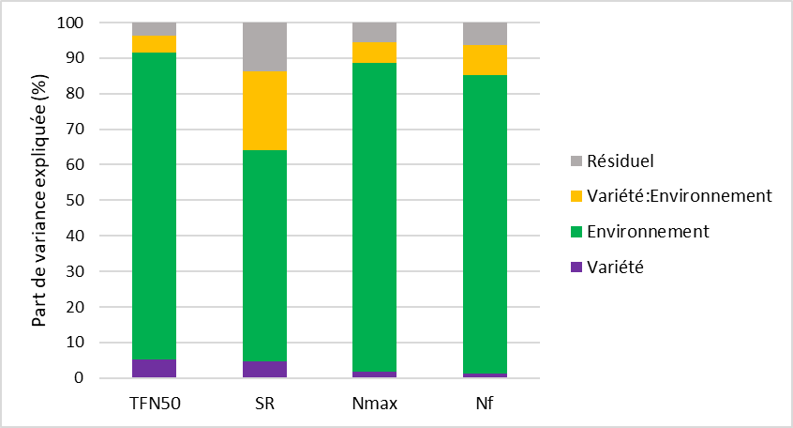 Part de variance expliquée (%)
100
90
80
70
60
50
40
30
20
10
0
TFN50
SR
Nmax
Nf
Résiduel
Variété:Environnement
Environnement
Variété